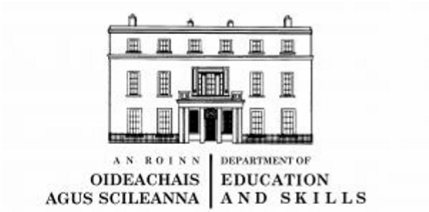 AN ROINN
OIDEACHAIS
AGUS SCILEANNA
DEPARTMENT OF
EDUCATION
AND SKILLS